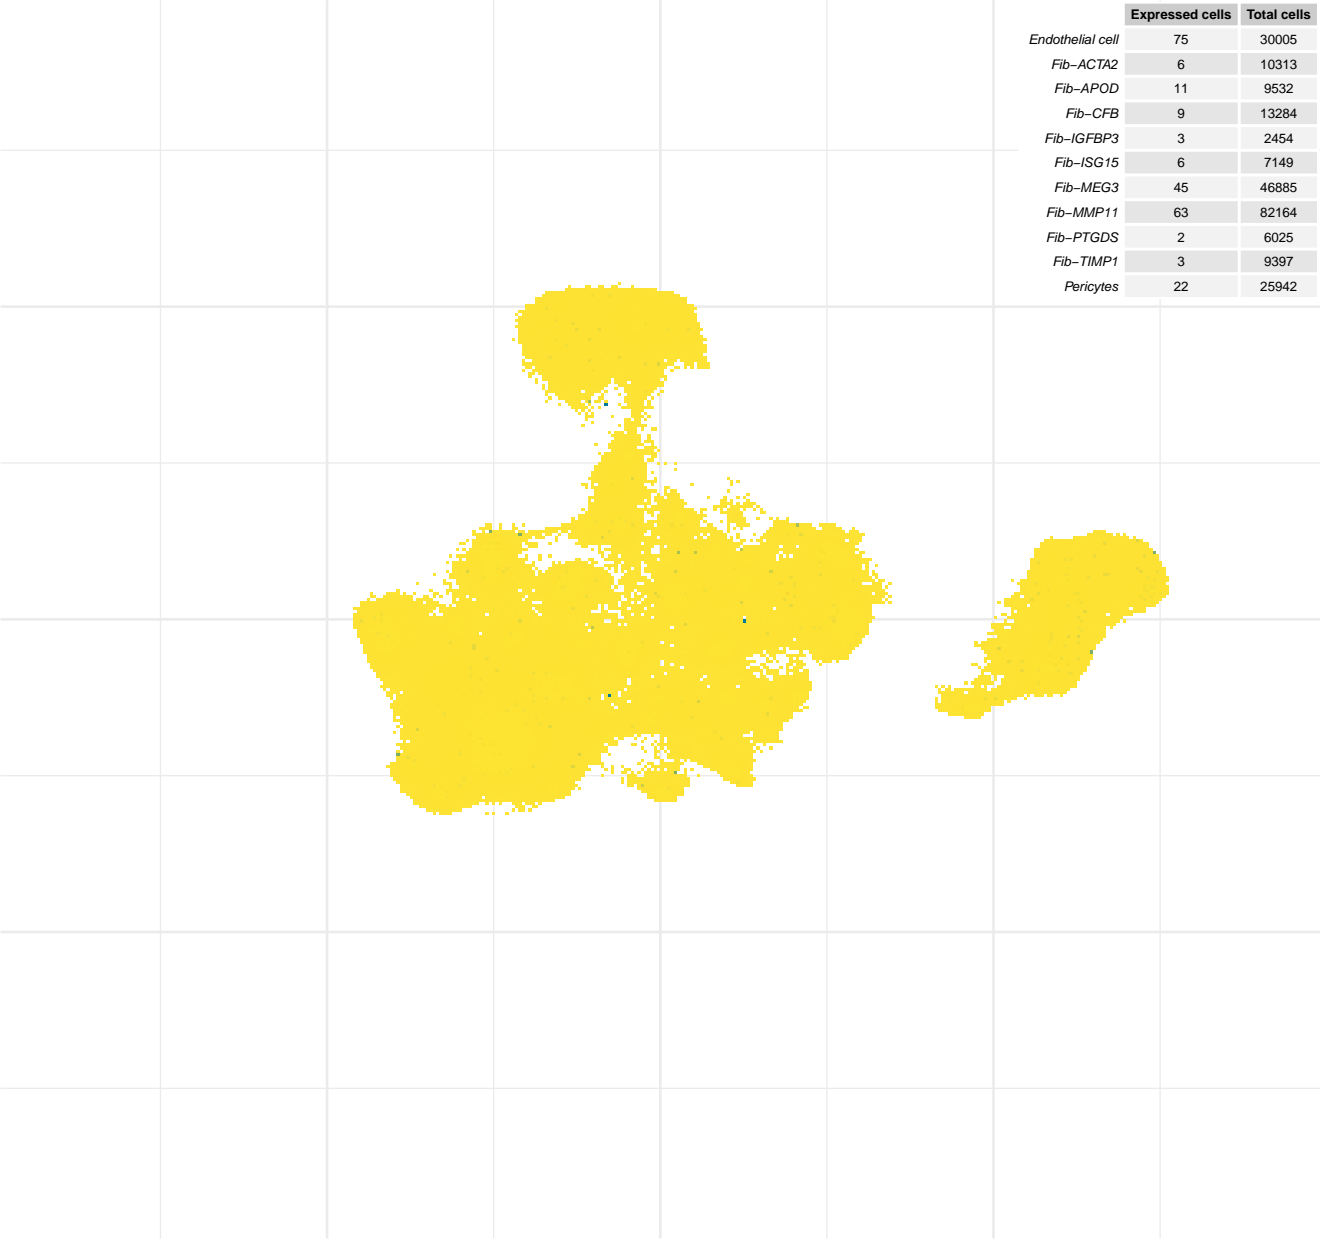 Expressed cells Total cells
Endothelial cell 75 30005
Fib−ACTA2 6 10313
Fib−APOD 11 9532
Fib−CFB 9 13284
Fib−IGFBP3 3 2454
Fib−ISG15 6 7149
Fib−MEG3 45 46885
Fib−MMP11 63 82164
Fib−PTGDS 2 6025
Fib−TIMP1 3 9397
Pericytes 22 25942